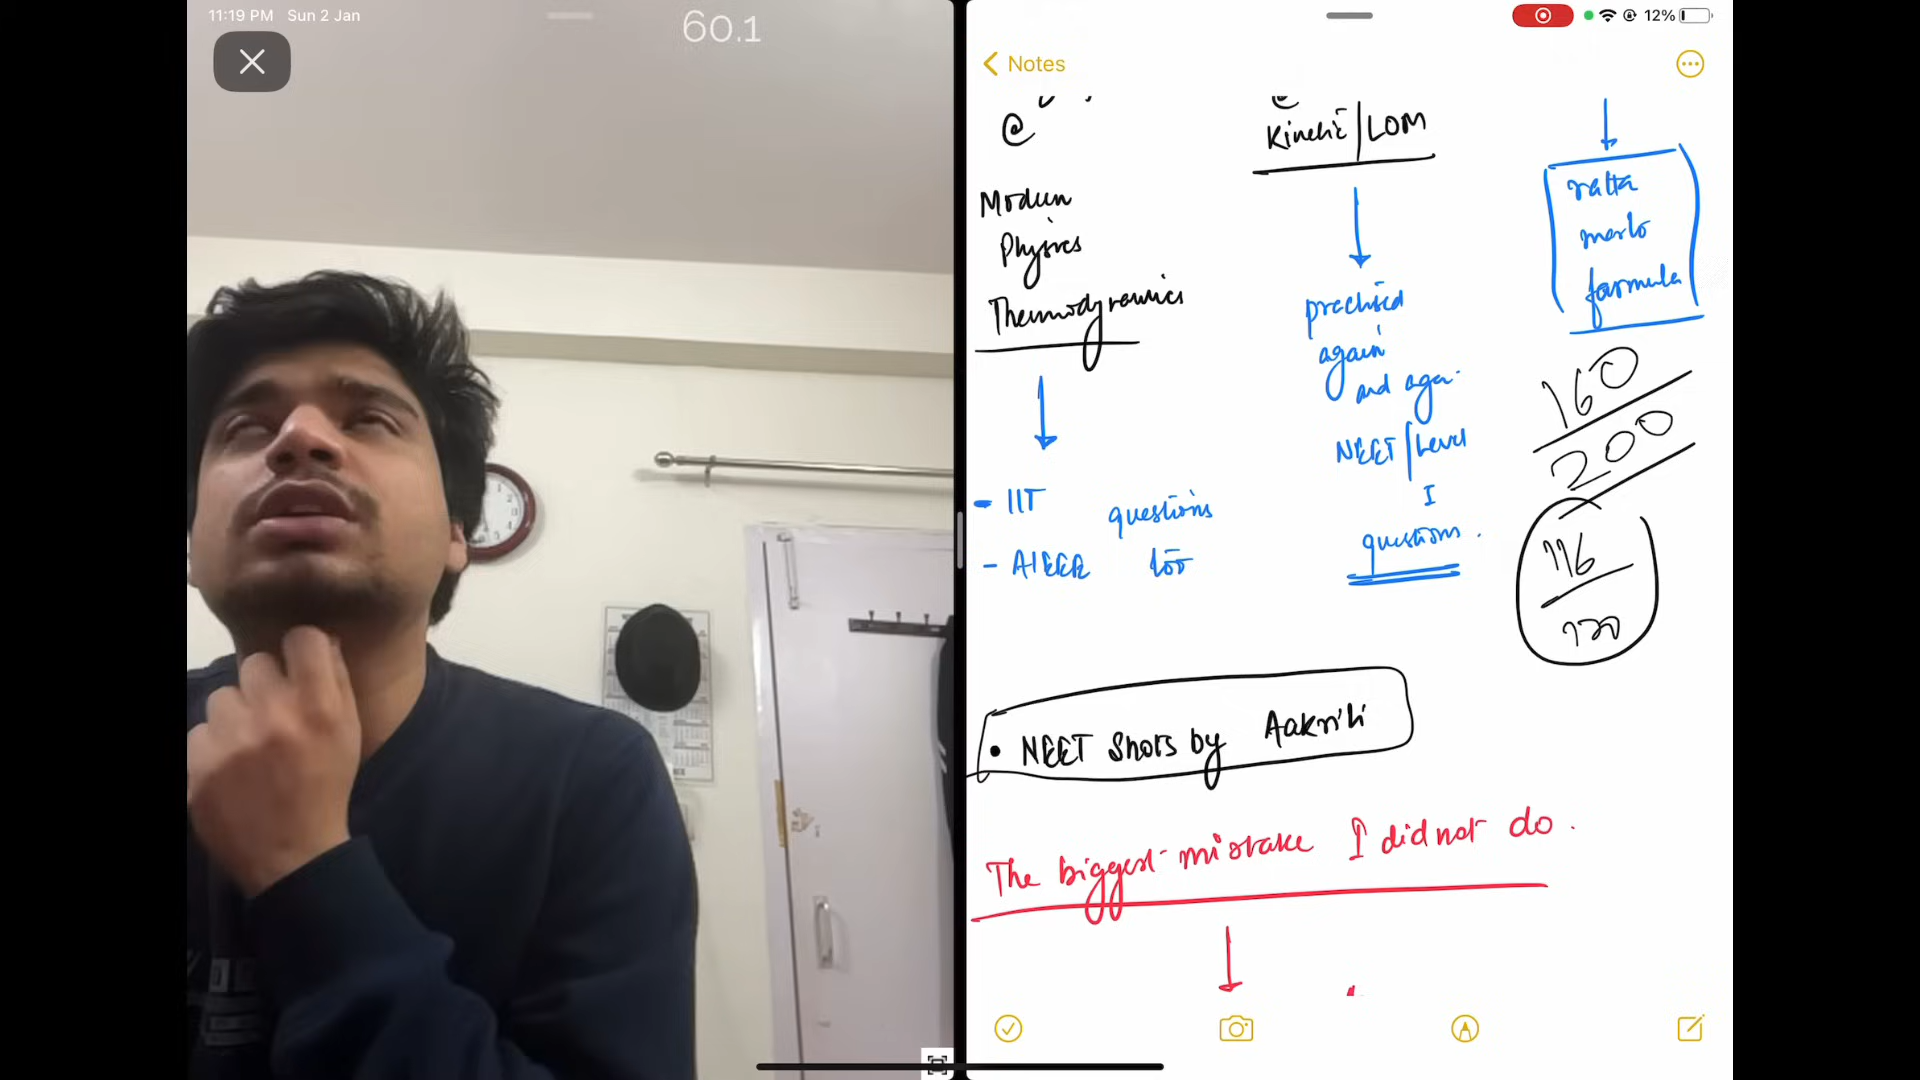 11:19 PM Sun 2 Jan
60.1
12%
Notes
@
Modern
Physics
Thermodynamics
- IIT questions
- AIEEE too
Kinetic/LOM
practised
again
and again
NEET/Level
I
questions.
ratta
marlo
formula
160
200
116
120
• NEET Shots by Aakriti
The biggest mistake I did not do.